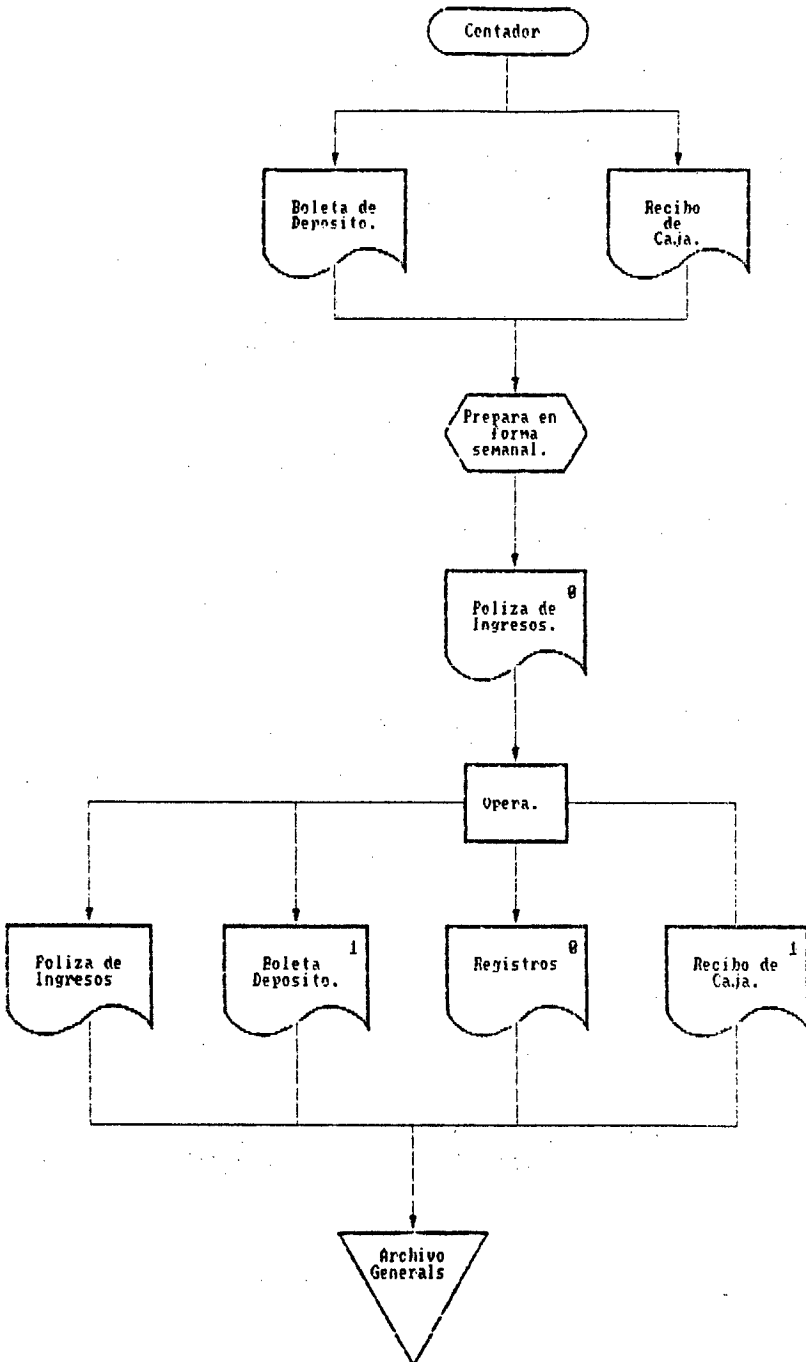 Contador
Boleta de
Deposito.
Recibo
de
Caja.
Prepara en
forma
semanal.
0
Poliza de
Ingresos.
Opera.
Poliza de
Ingresos
1
Boleta
Deposito.
0
Registros
1
Recibo de
Caja.
Archivo
Generals